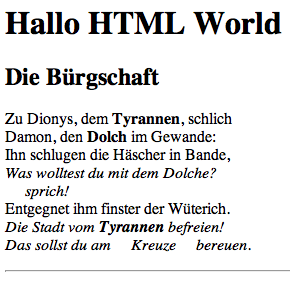 Hallo HTML World
Die Bürgschaft
Zu Dionys, dem Tyrannen, schlich
Damon, den Dolch im Gewande:
Ihn schlugen die Häscher in Bande,
Was wolltest du mit dem Dolche?
sprich!
Entgegnet ihm finster der Wüterich.
Die Stadt vom Tyrannen befreien!
Das sollst du am Kreuze bereuen.